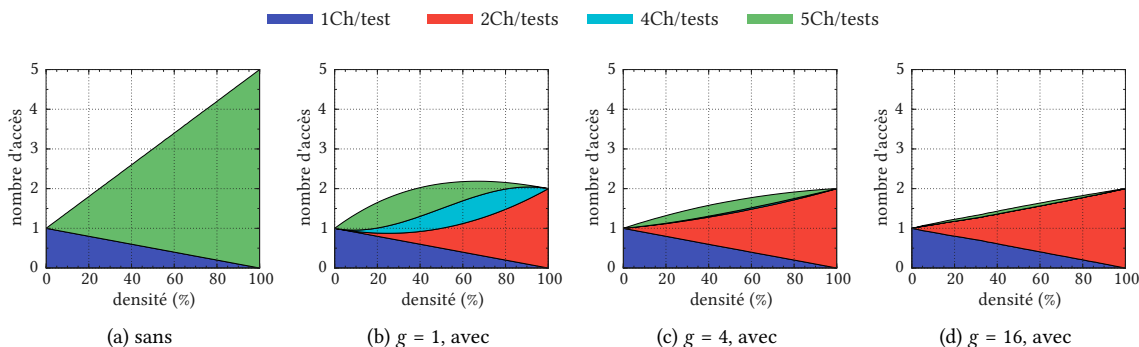 1Ch/test 2Ch/tests 4Ch/tests 5Ch/tests
nombre d'accès
5
4
3
2
1
0
0 20 40 60 80 100
densité (%)
(a) sans
nombre d'accès
5
4
3
2
1
0
0 20 40 60 80 100
densité (%)
(b) g = 1, avec
nombre d'accès
5
4
3
2
1
0
0 20 40 60 80 100
densité (%)
(c) g = 4, avec
nombre d'accès
5
4
3
2
1
0
0 20 40 60 80 100
densité (%)
(d) g = 16, avec